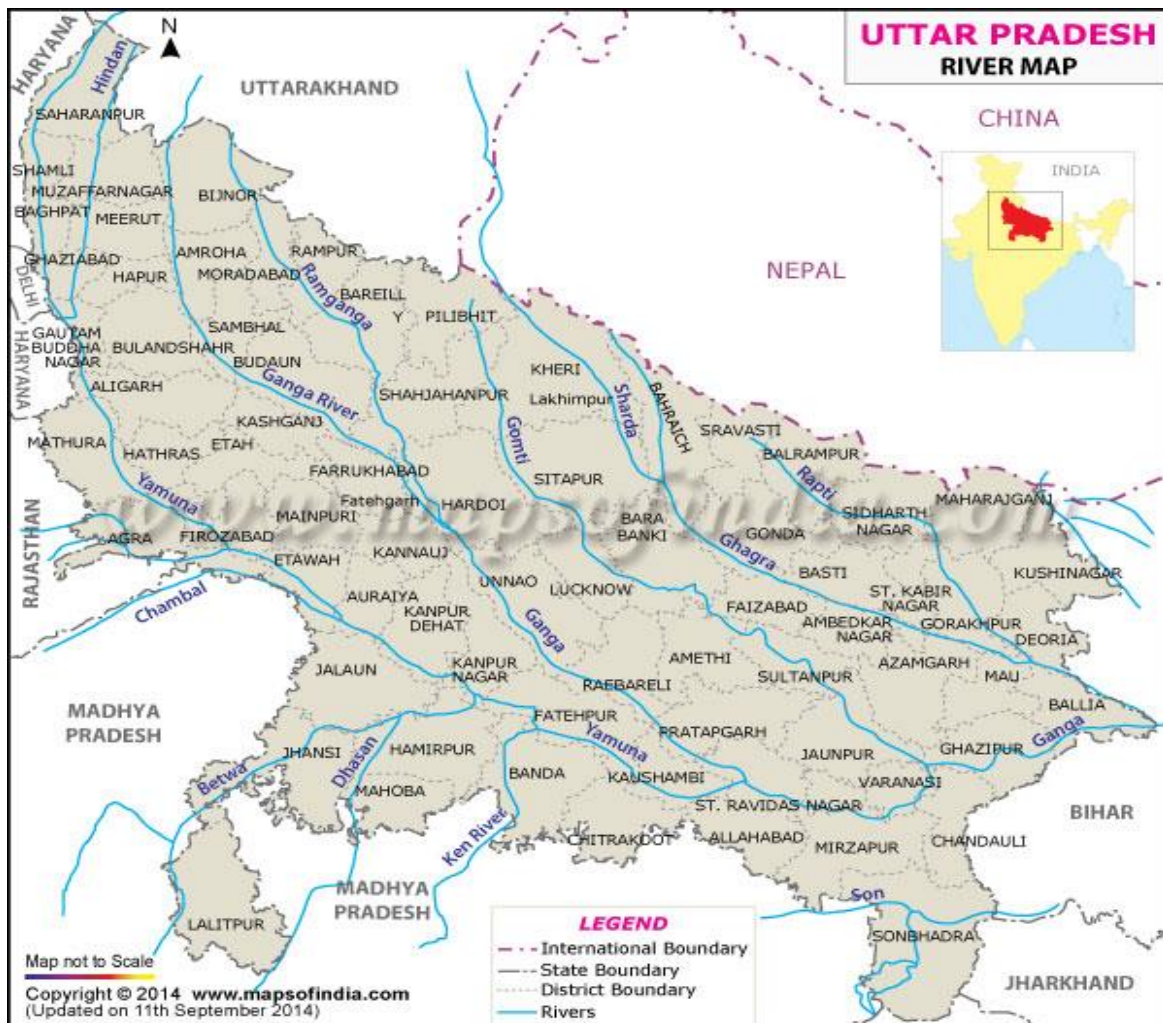 UTTAR PRADESH
RIVER MAP
N
HARYANA
Hindan
UTTARAKHAND
CHINA
SAHARANPUR
INDIA
SHAMLI
MUZAFFARNAGAR
BIJNOR
BAGHPAT
MEERUT
GHAZIABAD
AMROHA
RAMPUR
NEPAL
DELHI
HAPUR
MORADABAD
Ramganga
BAREILL
Y
PILIBHIT
HARYANA
GAUTAM
BUDDHA
NAGAR
BULANDSHAHR
SAMBHAL
BUDAUN
ALIGARH
Ganga River
SHAHJAHANPUR
KHERI
Lakhimpur
Sharda
BAHRAICH
SRAVASTI
MATHURA
HATHRAS
ETAH
KASHGANJ
Gomti
BALRAMPUR
FARRUKHABAD
SITAPUR
Rapti
Yamuna
Fatehgarh
HARDOI
MAHARAJGANJ
www.mapsofindia.com
RAJASTHAN
AGRA
FIROZABAD
MAINPURI
BARA
BANKI
GONDA
SIDHARTH
NAGAR
ETAWAH
KANNAUJ
Ghagra
BASTI
KUSHINAGAR
Chambal
AURAIYA
UNNAO
LUCKNOW
ST. KABIR
NAGAR
KANPUR
DEHAT
FAIZABAD
AMBEDKAR
NAGAR
GORAKHPUR
DEORIA
Ganga
JALAUN
KANPUR
NAGAR
AMETHI
SULTANPUR
AZAMGARH
MAU
RAEBARELI
BALLIA
MADHYA
PRADESH
FATEHPUR
PRATAPGARH
JHANSI
Dhasan
HAMIRPUR
Yamuna
JAUNPUR
GHAZIPUR
Ganga
Betwa
BANDA
KAUSHAMBI
VARANASI
MAHOBA
ST. RAVIDAS NAGAR
BIHAR
Ken River
CHITRAKOOT
ALLAHABAD
MIRZAPUR
CHANDAULI
MADHYA
PRADESH
Son
LALITPUR
SONBHADRA
JHARKHAND
LEGEND
International Boundary
State Boundary
District Boundary
Rivers
Map not to Scale
Copyright © 2014 www.mapsofindia.com
(Updated on 11th September 2014)